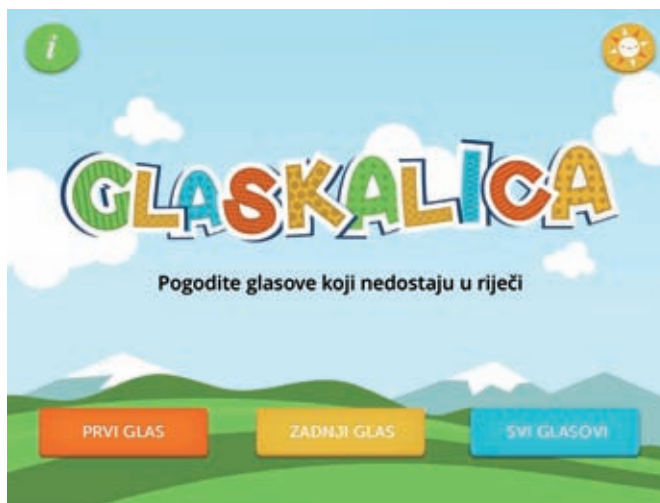 i
GLASKALICA
Pogodite glasove koji nedostaju u riječi
PRVI GLAS
ZADNJI GLAS
SVI GLASOVI